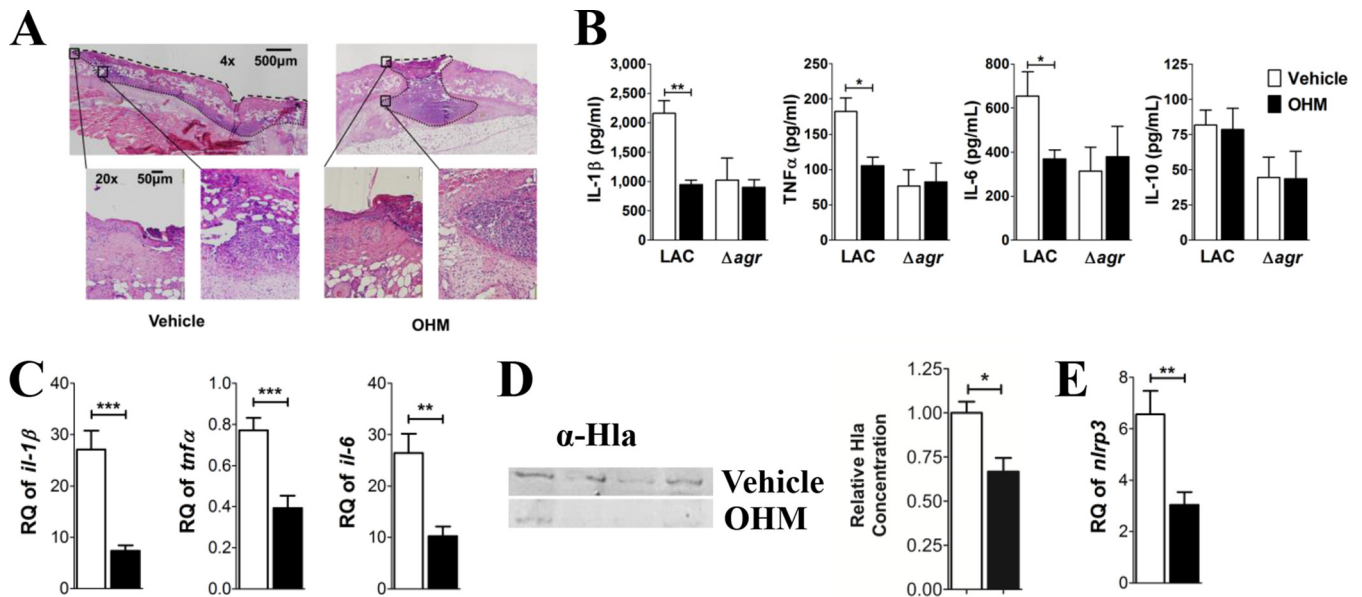 A
4x
500µm
20x
50µm
Vehicle
OHM
B
IL-1β (pg/ml)
3,000
2,500
2,000
1,500
1,000
500
0
**
LAC
Δagr
TNFα (pg/ml)
250
200
150
100
50
0
*
LAC
Δagr
IL-6 (pg/mL)
800
600
400
200
0
*
LAC
Δagr
IL-10 (pg/mL)
125
100
75
50
25
0
LAC
Δagr
Vehicle
OHM
C
RQ of il-1β
40
30
20
10
0
***
RQ of tnfα
1.0
0.8
0.6
0.4
0.2
0.0
***
RQ of il-6
40
30
20
10
0
**
D
α-Hla
Vehicle
OHM
Relative Hla
Concentration
1.25
1.00
0.75
0.50
0.25
0.00
*
E
RQ of nlrp3
8
6
4
2
0
**